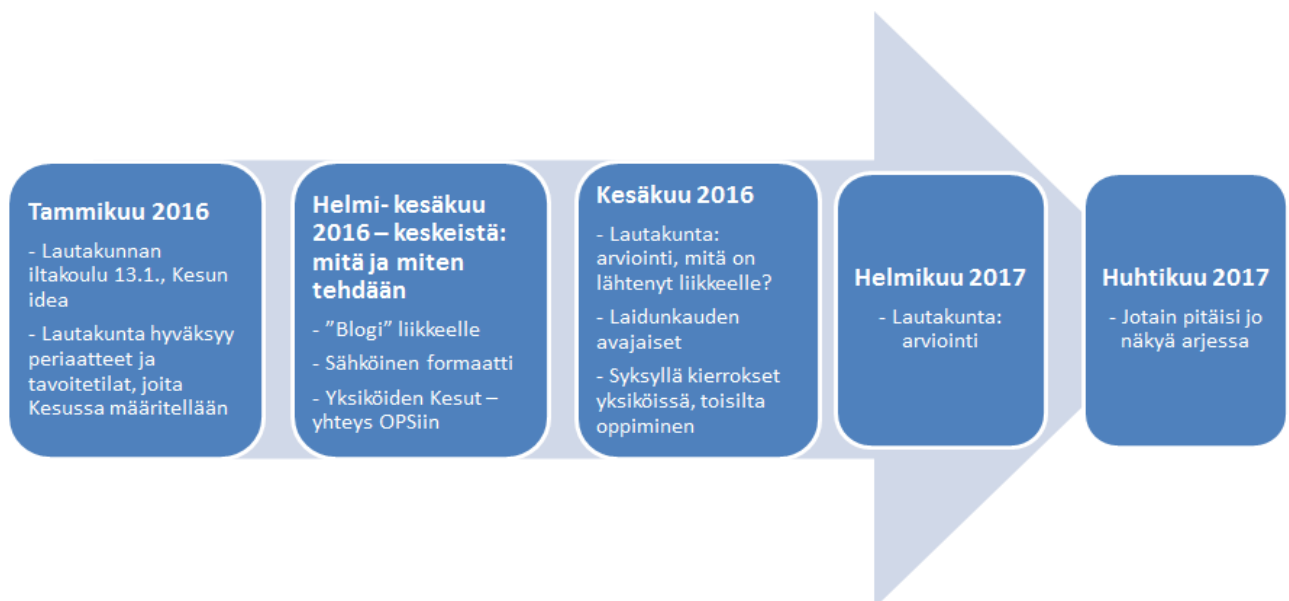 Tammikuu 2016
- Lautakunnan
iltakoulu 13.1., Kesun
idea
- Lautakunta hyväksyy
periaatteet ja
tavoitetilat, joita
Kesussa määritellään
Helmi- kesäkuu
2016 – keskeistä:
mitä ja miten
tehdään
- ”Blogi” liikkeelle
- Sähköinen formaatti
- Yksiköiden Kesut –
yhteys OPSiin
Kesäkuu 2016
- Lautakunta:
arviointi, mitä on
lähtenyt liikkeelle?
- Laidunkauden
avajaiset
- Syksyllä kierrokset
yksiköissä, toisilta
oppiminen
Helmikuu 2017
- Lautakunta:
arviointi
Huhtikuu 2017
- Jotain pitäisi jo
näkyä arjessa